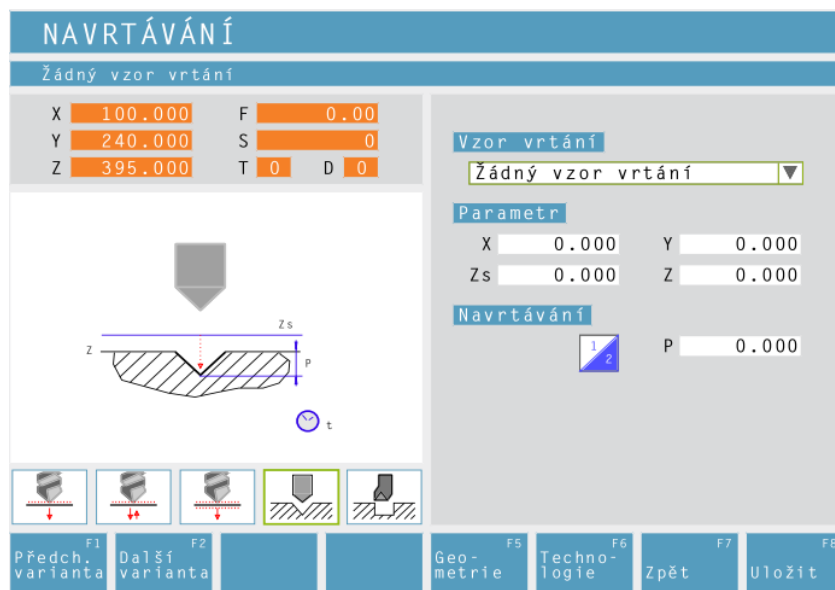 NAVRTÁVÁNÍ
Žádný vzor vrtání
X 100.000 F 0.00
Y 240.000 S 0
Z 395.000 T 0 D 0
Zs
Z
P
t
Vzor vrtání
Žádný vzor vrtání
Parametr
X 0.000 Y 0.000
Zs 0.000 Z 0.000
Navrtávání
1
2
P 0.000
F1
Předch.
varianta
F2
Další
varianta
F5
Geo-
metrie
F6
Techno-
logie
F7
Zpět
F8
Uložit